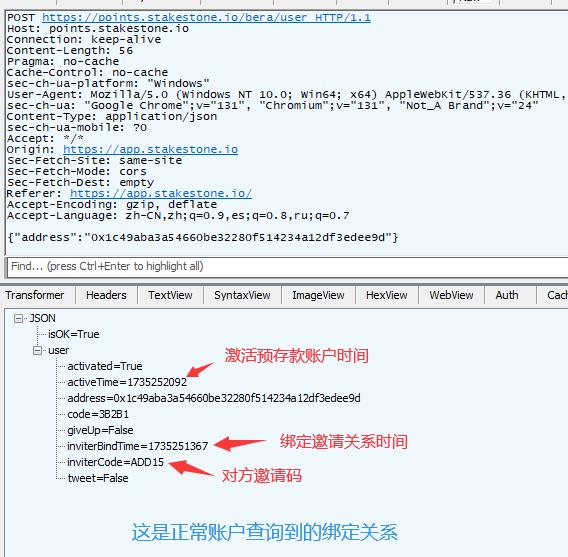 POST https://points.stakestone.io/bera/user HTTP/1.1
Host: points.stakestone.io
Connection: keep-alive
Content-Length: 56
Pragma: no-cache
Cache-Control: no-cache
sec-ch-ua-platform: "Windows"
User-Agent: Mozilla/5.0 (Windows NT 10.0; Win64; x64) AppleWebKit/537.36 (KHTML,
sec-ch-ua: "Google Chrome";v="131", "Chromium";v="131", "Not_A Brand";v="24"
Content-Type: application/json
sec-ch-ua-mobile: ?0
Accept: */*
Origin: https://app.stakestone.io
Sec-Fetch-Site: same-site
Sec-Fetch-Mode: cors
Sec-Fetch-Dest: empty
Referer: https://app.stakestone.io/
Accept-Encoding: gzip, deflate
Accept-Language: zh-CN,zh;q=0.9,es;q=0.8,ru;q=0.7
{"address":"0x1c49aba3a54660be32280f514234a12df3edee9d"}
Find... (press Ctrl+Enter to highlight all)
Transformer Headers TextView SyntaxView ImageView HexView WebView Auth Cach
JSON
isOK=True
user
activated=True
激活预存款账户时间
activeTime=1735252092
address=0x1c49aba3a54660be32280f514234a12df3edee9d
code=3B2B1
giveUp=False
inviterBindTime=1735251367 绑定邀请关系时间
inviterCode=ADD15
对方邀请码
tweet=False
这是正常账户查询到的绑定关系